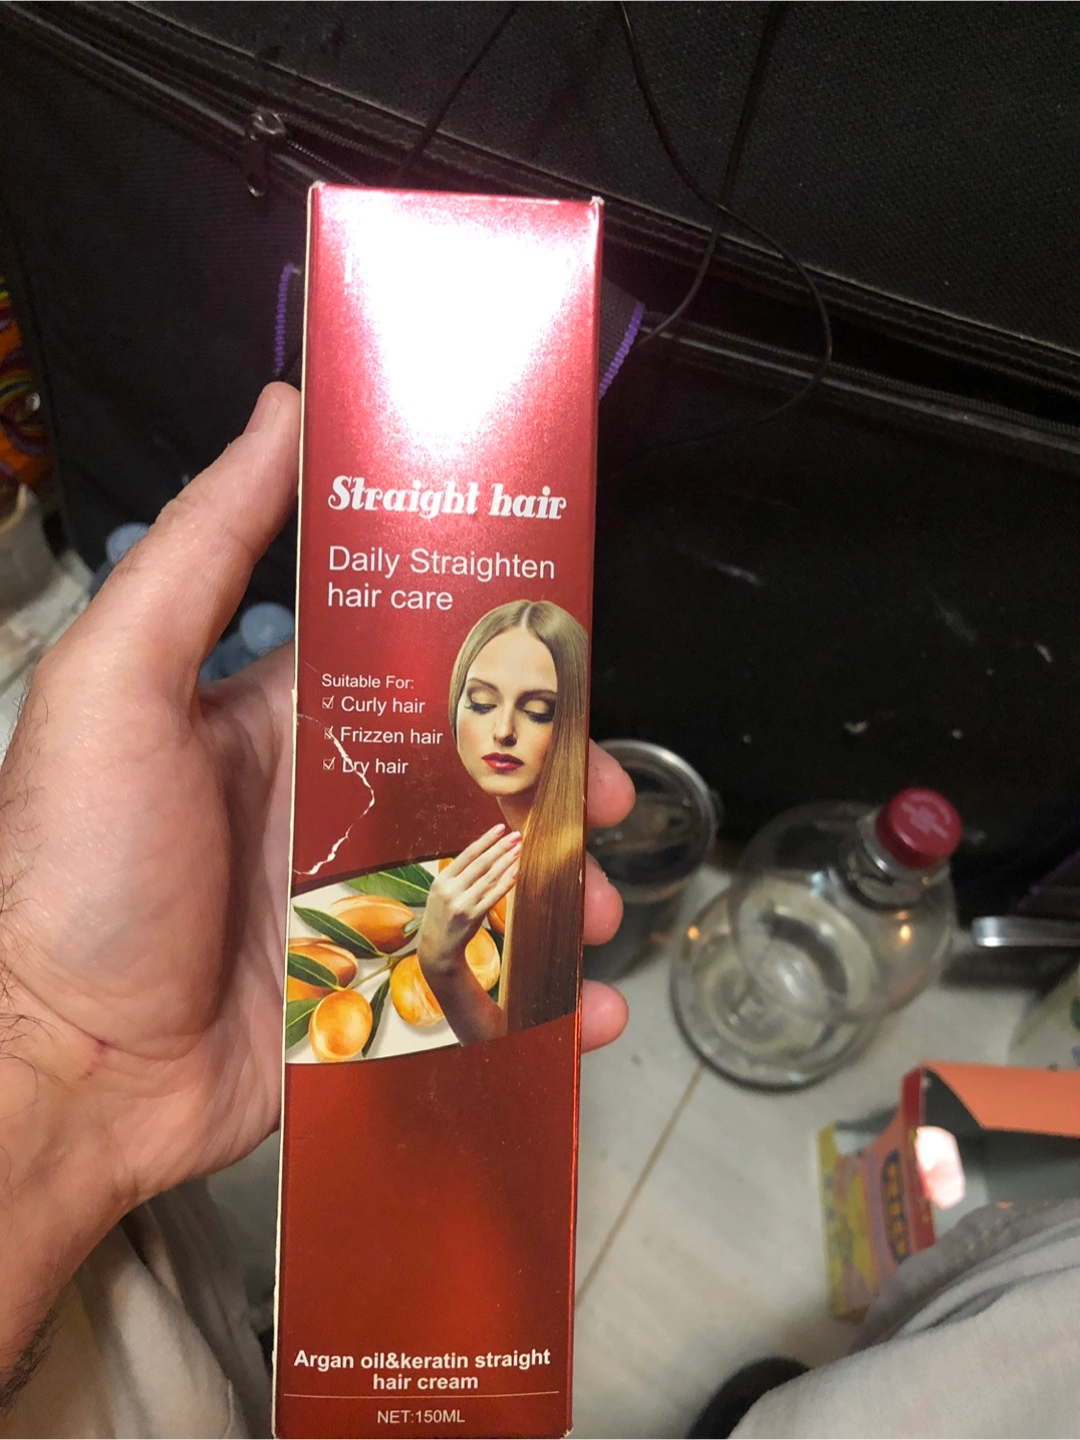 Straight hair
Daily Straighten
hair care
Suitable For:
Curly hair
Frizzen hair
Dry hair
Argan oil&keratin straight
hair cream
NET:150ML